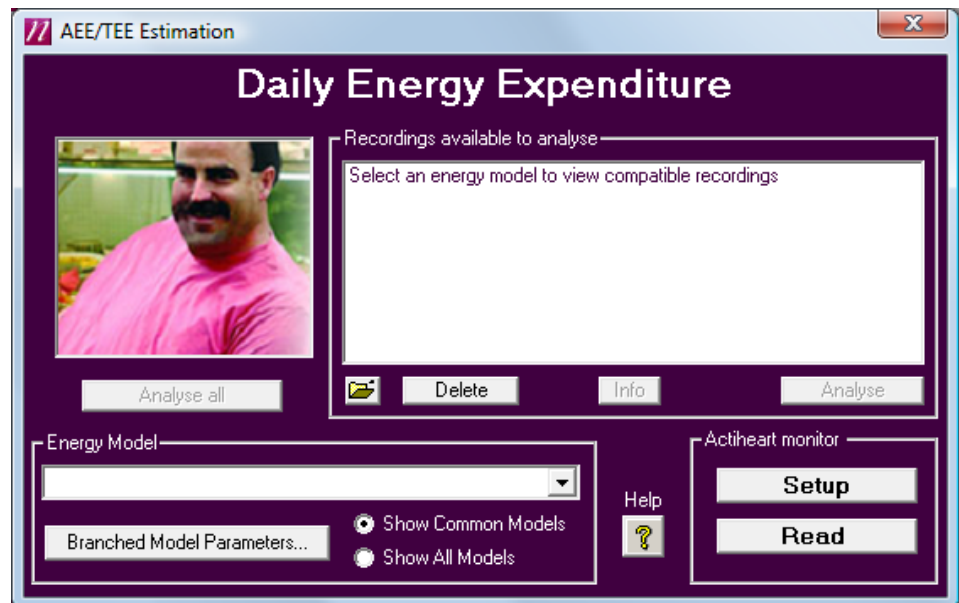 AEE/TEE Estimation
Daily Energy Expenditure
Recordings available to analyse
Select an energy model to view compatible recordings
Analyse all
Delete
Info
Analyse
Energy Model
Branched Model Parameters...
Show Common Models
Show All Models
Help
?
Actiheart monitor
Setup
Read